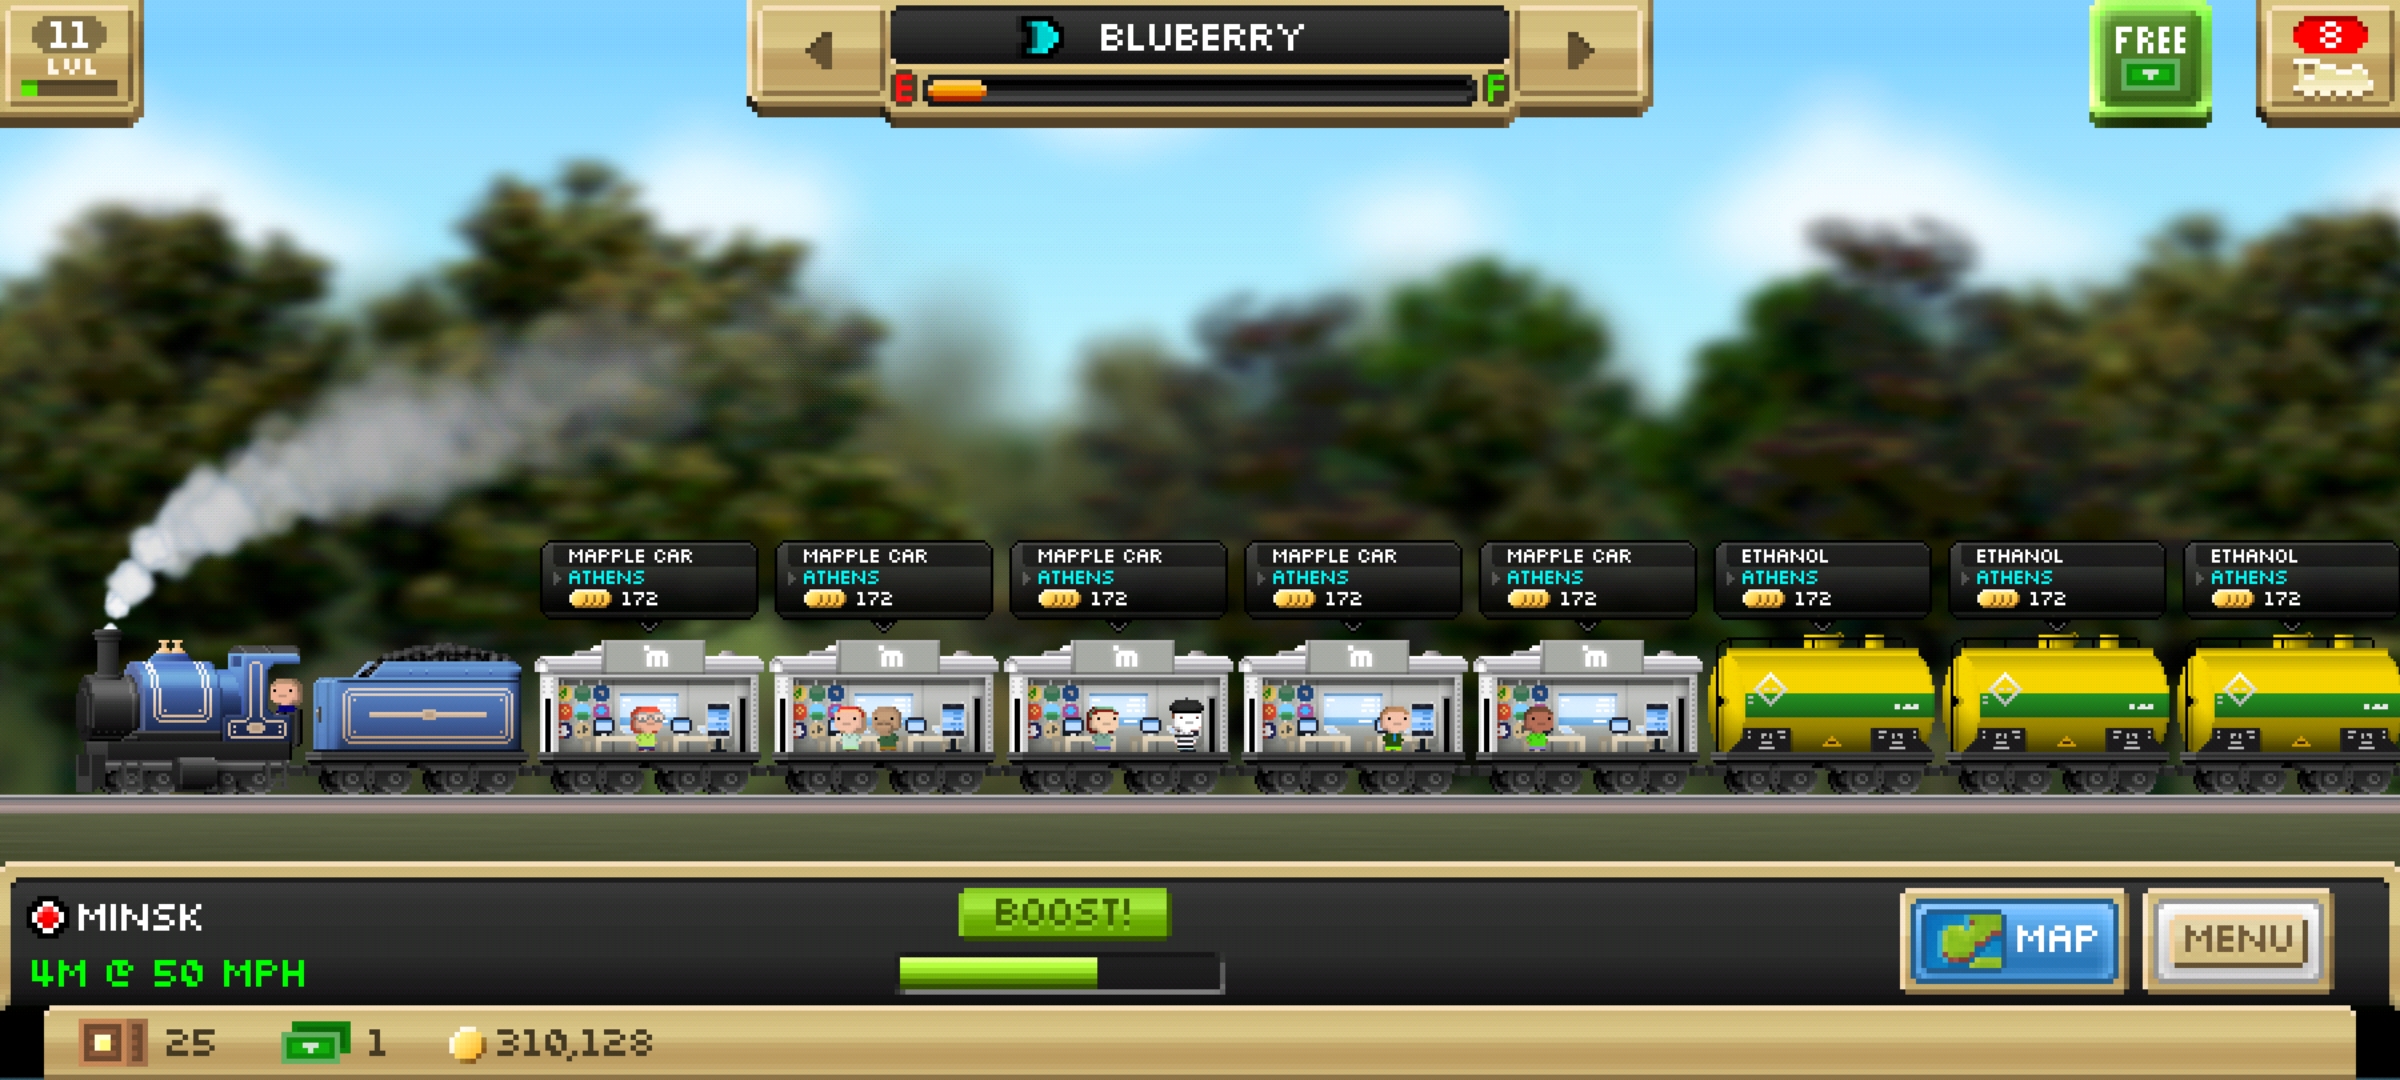 11
LVL
BLUBERRY
E F
FREE
8
MAPPLE CAR
ATHENS
172
MAPPLE CAR
ATHENS
172
MAPPLE CAR
ATHENS
172
MAPPLE CAR
ATHENS
172
MAPPLE CAR
ATHENS
172
ETHANOL
ATHENS
172
ETHANOL
ATHENS
172
ETHANOL
ATHENS
172
m m m m m
MINSK
4M @ 50 MPH
BOOST!
MAP
MENU
25
1
310,128